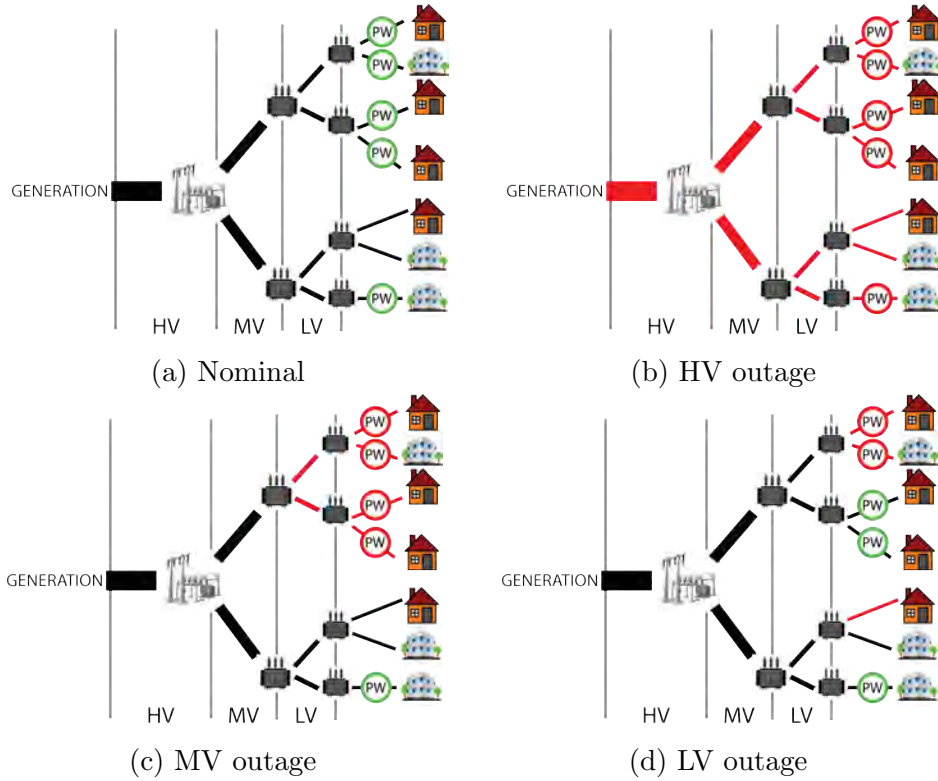 PW
PW
PW
PW
GENERATION
PW
HV MV LV
(a) Nominal
PW
PW
PW
PW
GENERATION
PW
HV MV LV
(b) HV outage
PW
PW
PW
PW
GENERATION
PW
HV MV LV
(c) MV outage
PW
PW
PW
PW
GENERATION
PW
HV MV LV
(d) LV outage